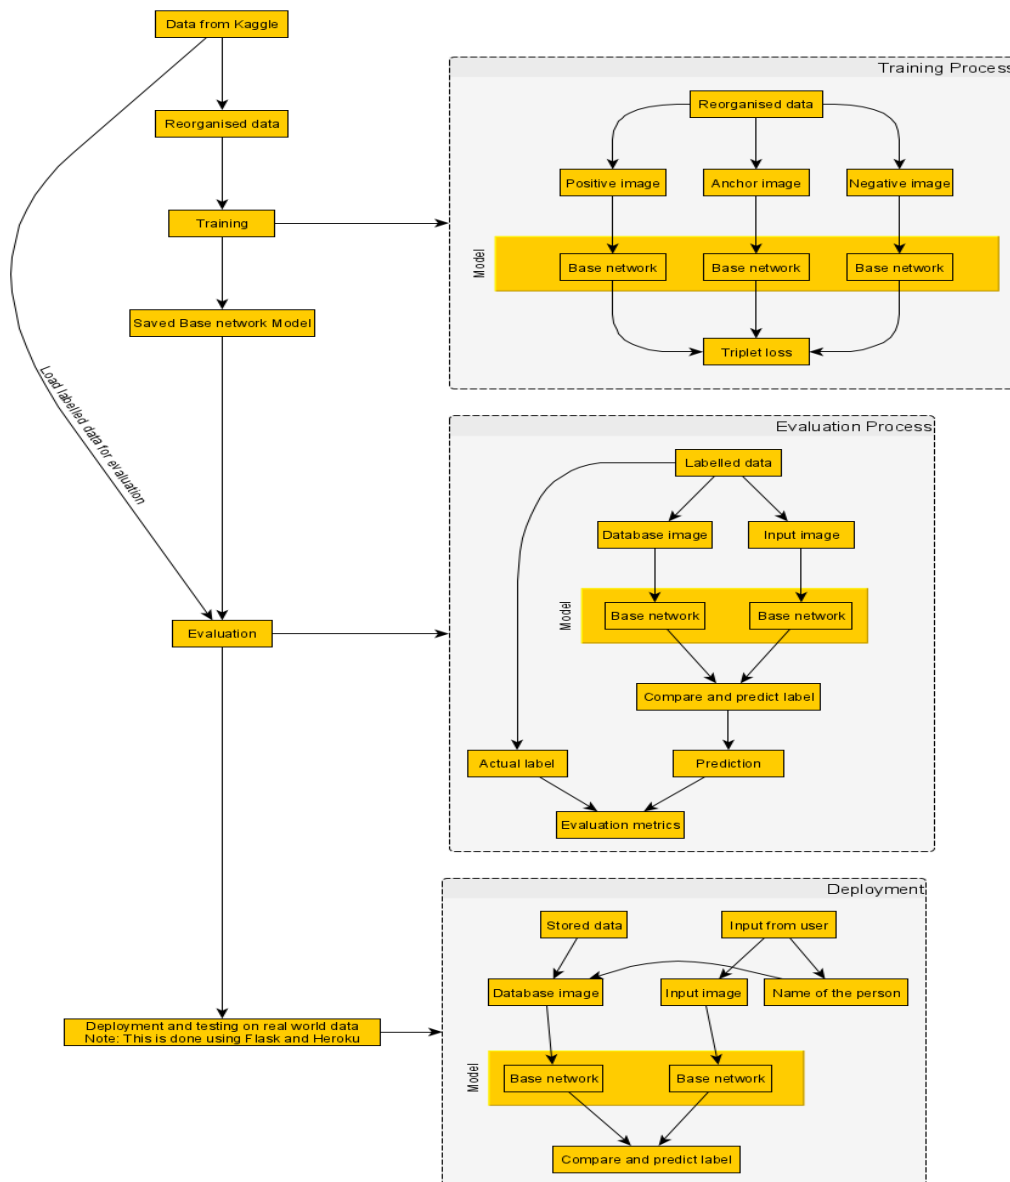 Data from Kaggle
Reorganised data
Training
Saved Base network Model
Load labelled data for evaluation
Evaluation
Deployment and testing on real world data
Note: This is done using Flask and Heroku
Training Process
Reorganised data
Positive image
Anchor image
Negative image
Model
Base network
Base network
Base network
Triplet loss
Evaluation Process
Labelled data
Database image
Input image
Model
Base network
Base network
Compare and predict label
Actual label
Prediction
Evaluation metrics
Deployment
Stored data
Input from user
Database image
Input image
Name of the person
Model
Base network
Base network
Compare and predict label